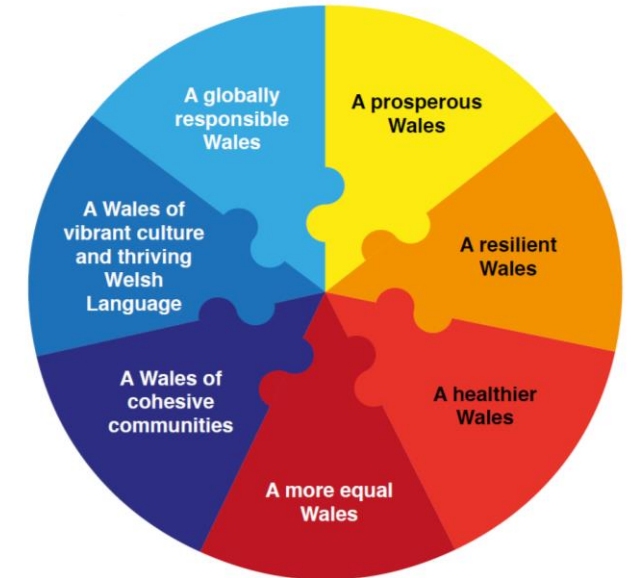 A prosperous
Wales
A resilient
Wales
A healthier
Wales
A more equal
Wales
A Wales of
cohesive
communities
A Wales of
vibrant culture
and thriving
Welsh
Language
A globally
responsible
Wales